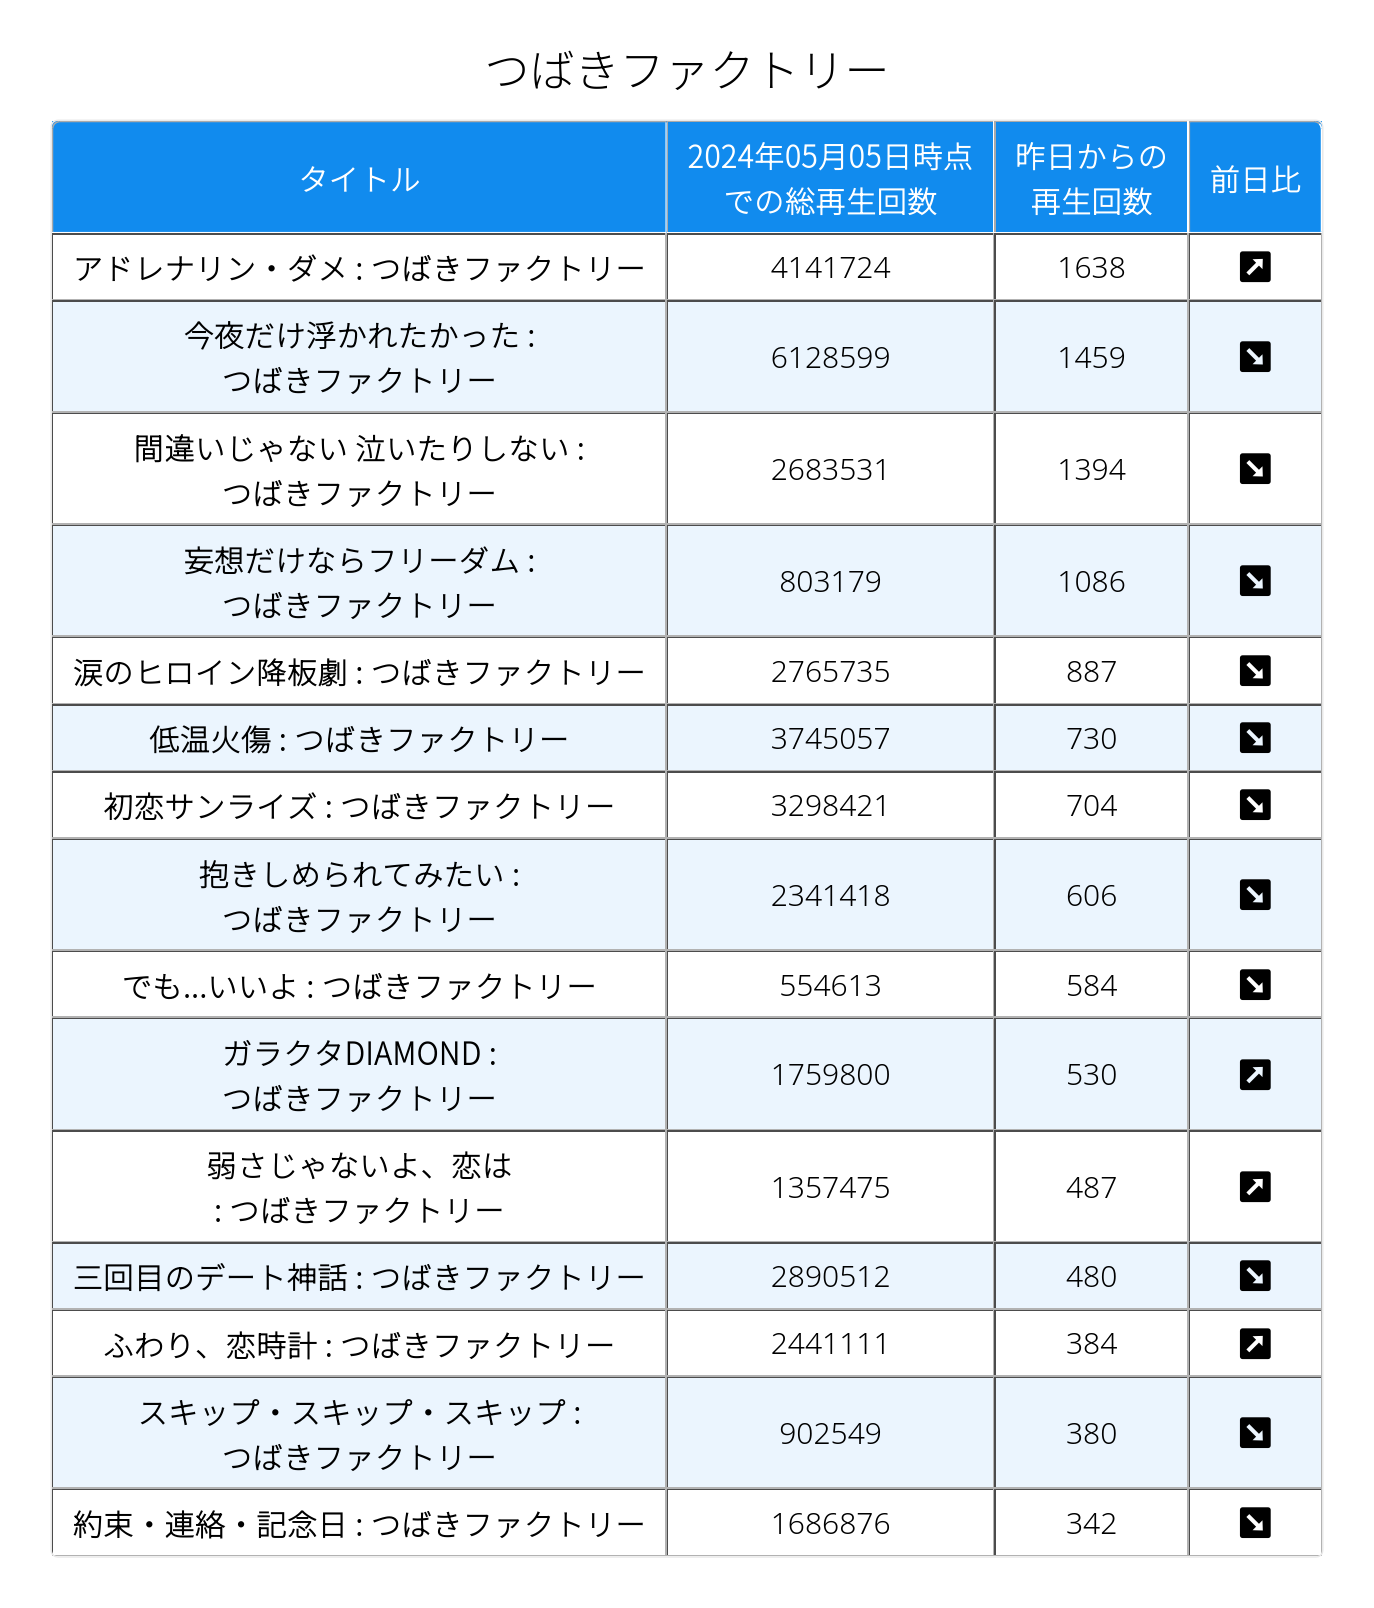 つばきファクトリー
タイトル
2024年05月05日時点
での総再生回数
昨日からの
再生回数
前日比
アドレナリン・ダメ : つばきファクトリー
4141724
1638
今夜だけ浮かれたかった :
つばきファクトリー
6128599
1459
間違いじゃない 泣いたりしない :
つばきファクトリー
2683531
1394
妄想だけならフリーダム :
つばきファクトリー
803179
1086
涙のヒロイン降板劇 : つばきファクトリー
2765735
887
低温火傷 : つばきファクトリー
3745057
730
初恋サンライズ : つばきファクトリー
3298421
704
抱きしめられてみたい :
つばきファクトリー
2341418
606
でも...いいよ : つばきファクトリー
554613
584
ガラクタDIAMOND :
つばきファクトリー
1759800
530
弱さじゃないよ、恋は
: つばきファクトリー
1357475
487
三回目のデート神話 : つばきファクトリー
2890512
480
ふわり、恋時計 : つばきファクトリー
2441111
384
スキップ・スキップ・スキップ :
つばきファクトリー
902549
380
約束・連絡・記念日 : つばきファクトリー
1686876
342